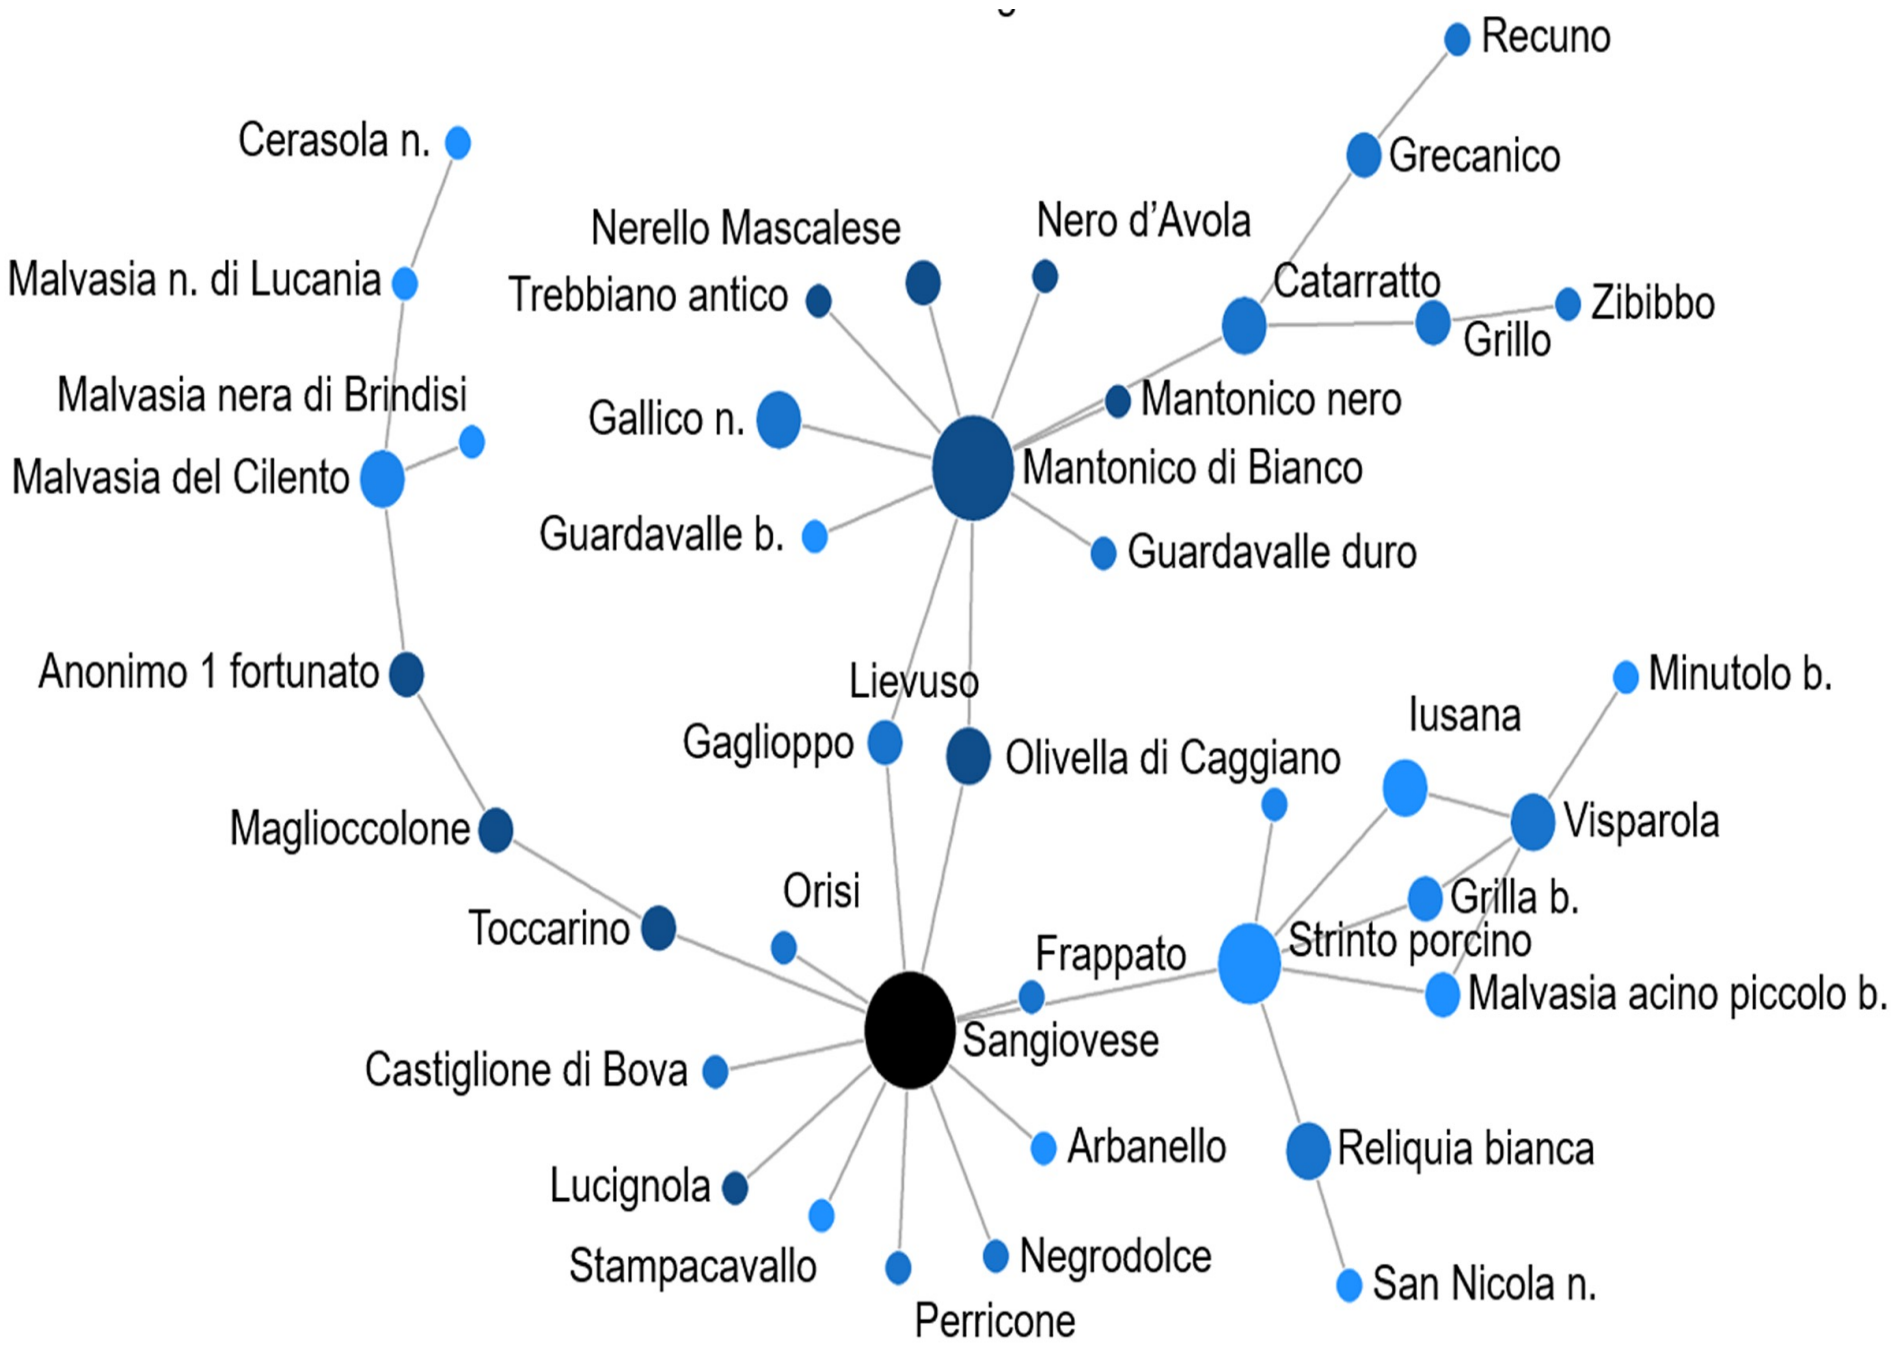 Recuno
Cerasola n.
Grecanico
Nerello Mascalese
Nero d’Avola
Malvasia n. di Lucania
Trebbiano antico
Catarratto
Zibibbo
Grillo
Malvasia nera di Brindisi
Gallico n.
Mantonico nero
Malvasia del Cilento
Mantonico di Bianco
Guardavalle b.
Guardavalle duro
Anonimo 1 fortunato
Lievuso
Minutolo b.
Iusana
Gaglioppo
Olivella di Caggiano
Visparola
Maglioccolone
Orisi
Grilla b.
Toccarino
Frappato
Strinto porcino
Malvasia acino piccolo b.
Sangiovese
Castiglione di Bova
Arbanello
Reliquia bianca
Lucignola
Stampacavallo
Negrodolce
San Nicola n.
Perricone